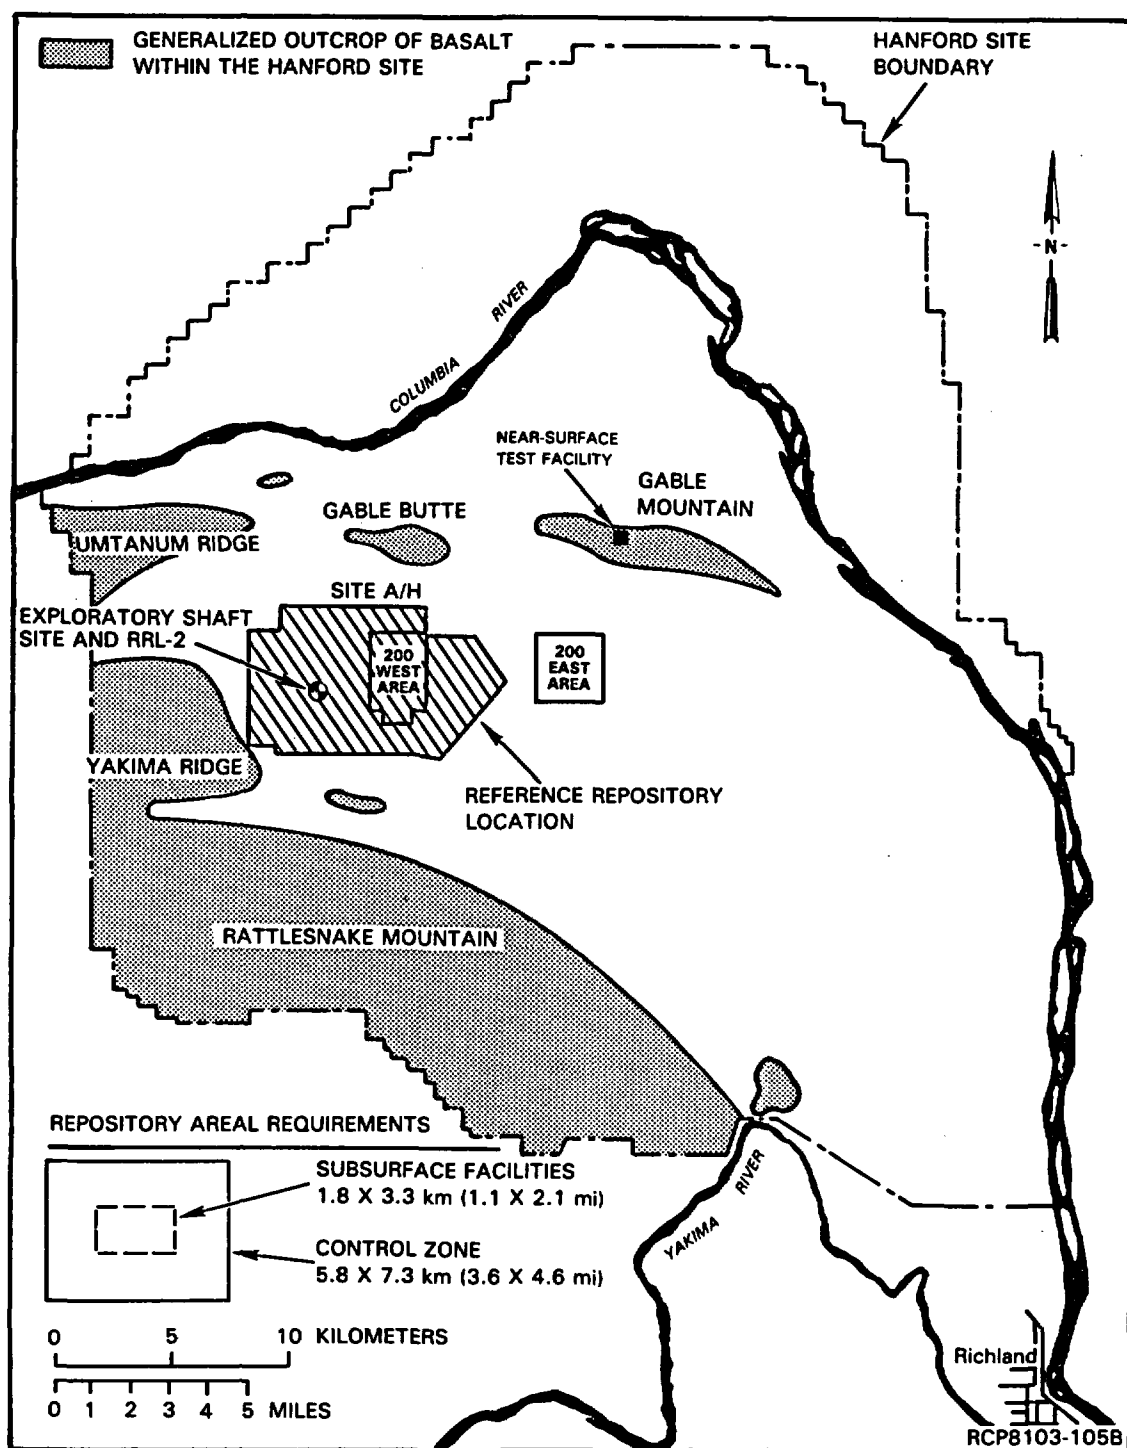 GENERALIZED OUTCROP OF BASALT
WITHIN THE HANFORD SITE
HANFORD SITE
BOUNDARY
-N-
COLUMBIA
RIVER
NEAR-SURFACE
TEST FACILITY
GABLE
MOUNTAIN
GABLE BUTTE
UMTANUM RIDGE
SITE A/H
EXPLORATORY SHAFT
SITE AND RRL-2
200
WEST
AREA
200
EAST
AREA
YAKIMA RIDGE
REFERENCE REPOSITORY
LOCATION
RATTLESNAKE MOUNTAIN
REPOSITORY AREAL REQUIREMENTS
SUBSURFACE FACILITIES
1.8 X 3.3 km (1.1 X 2.1 mi)
CONTROL ZONE
5.8 X 7.3 km (3.6 X 4.6 mi)
YAKIMA
RIVER
0 5 10 KILOMETERS
0 1 2 3 4 5 MILES
Richland
RCP8103-105B